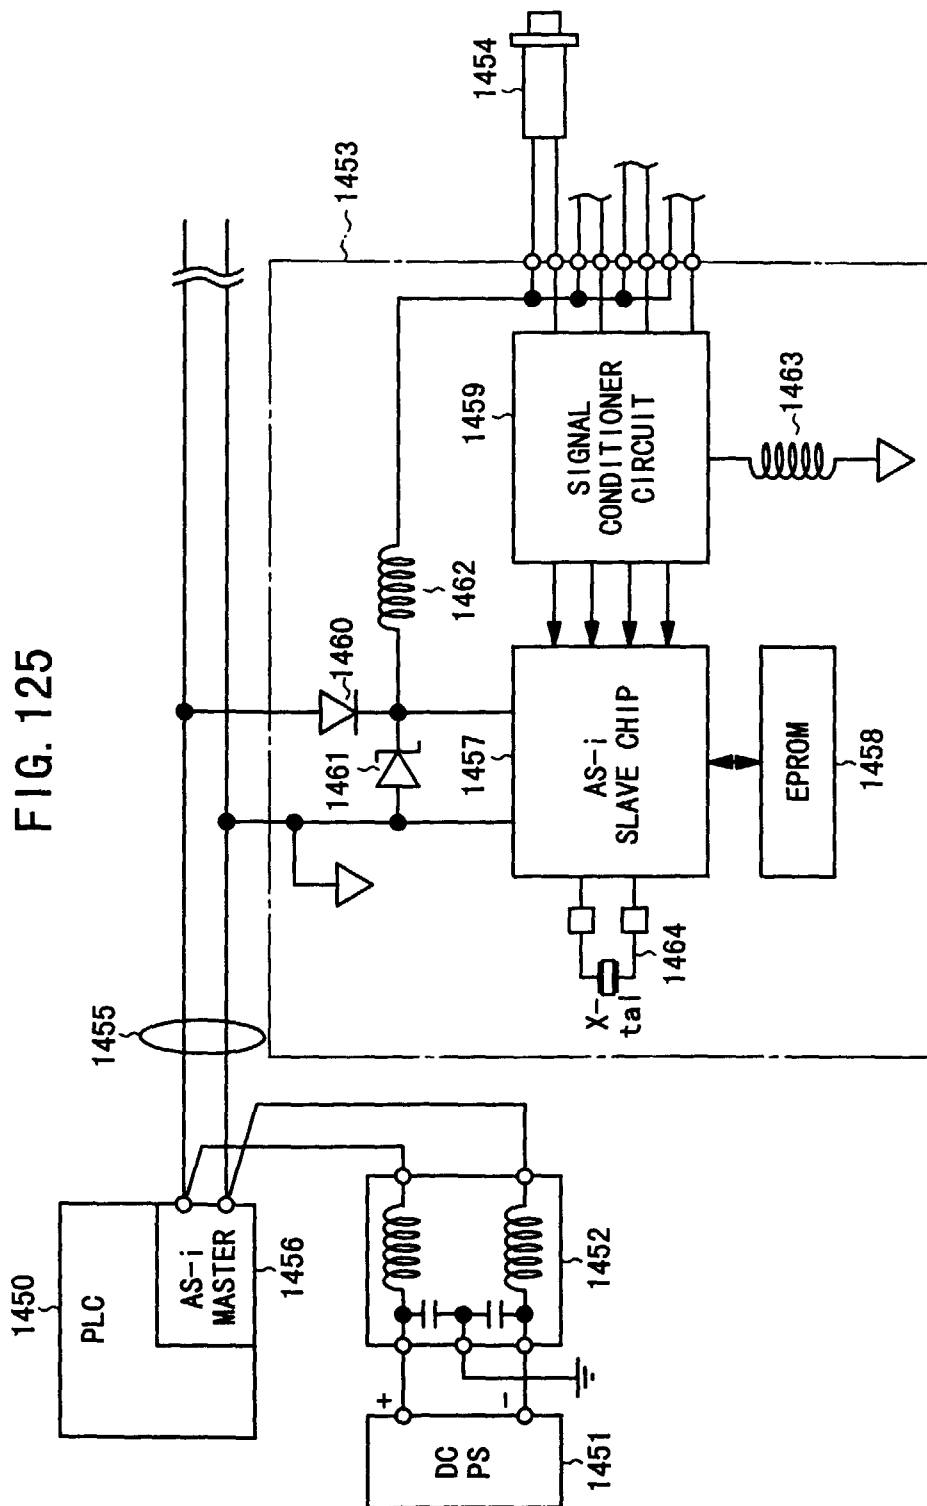 FIG. 125
1450
PLC
AS-i
MASTER
1456
1455
DC
PS
1451
+
-
1452
1453
1454
1460
1461
1462
1457
AS-i
SLAVE CHIP
1459
SIGNAL
CONDITIONER
CIRCUIT
1463
X-
tal
1464
EPROM
1458